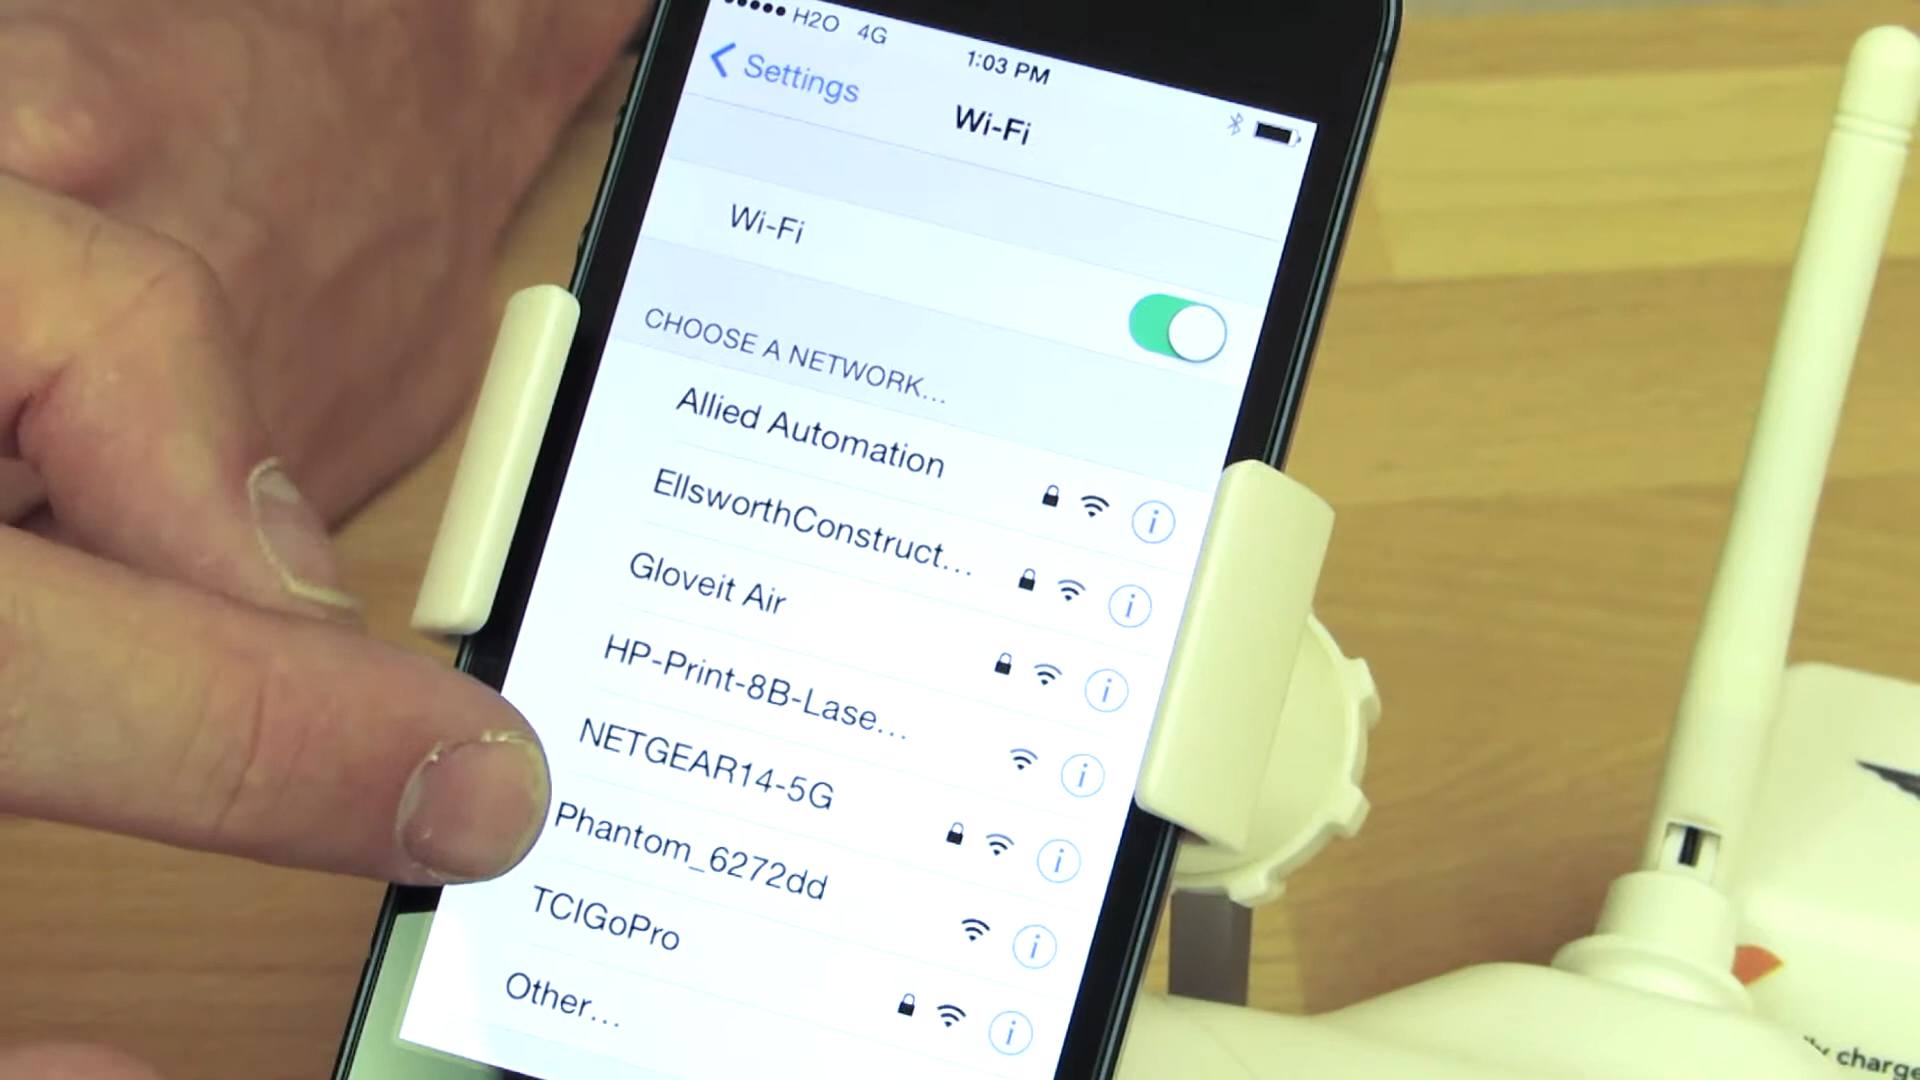 H2O 4G 1:03 PM
Settings
Wi-Fi
Wi-Fi
CHOOSE A NETWORK...
Allied Automation
EllsworthConstruct...
Gloveit Air
HP-Print-8B-Lase...
NETGEAR14-5G
Phantom_6272dd
TCIGoPro
Other...